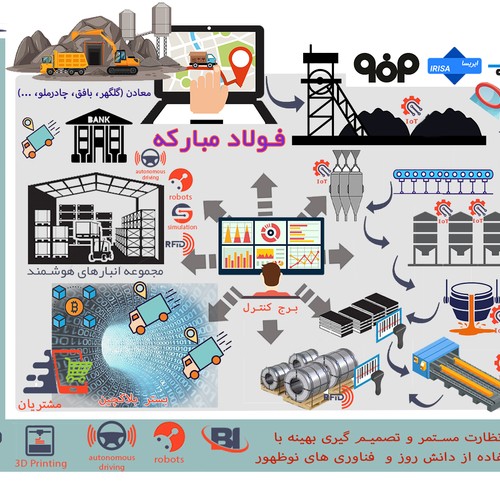 معادن (گلگهر، بافق، چادرملو، ...)
IRISA
ایریسا
BANK
فولاد مبارکه
IoT
autonomous driving
robots
IoT
simulation
IoT
IoT
RFiD
مجموعه انبارهای هوشمند
برج کنترل
RFiD
مشتریان
بستر بلاکچین
نظارت مستمر و تصمیم گیری بهینه با
فاده از دانش روز و فناوری های نوظهور
BI
3D Printing
autonomous driving
robots